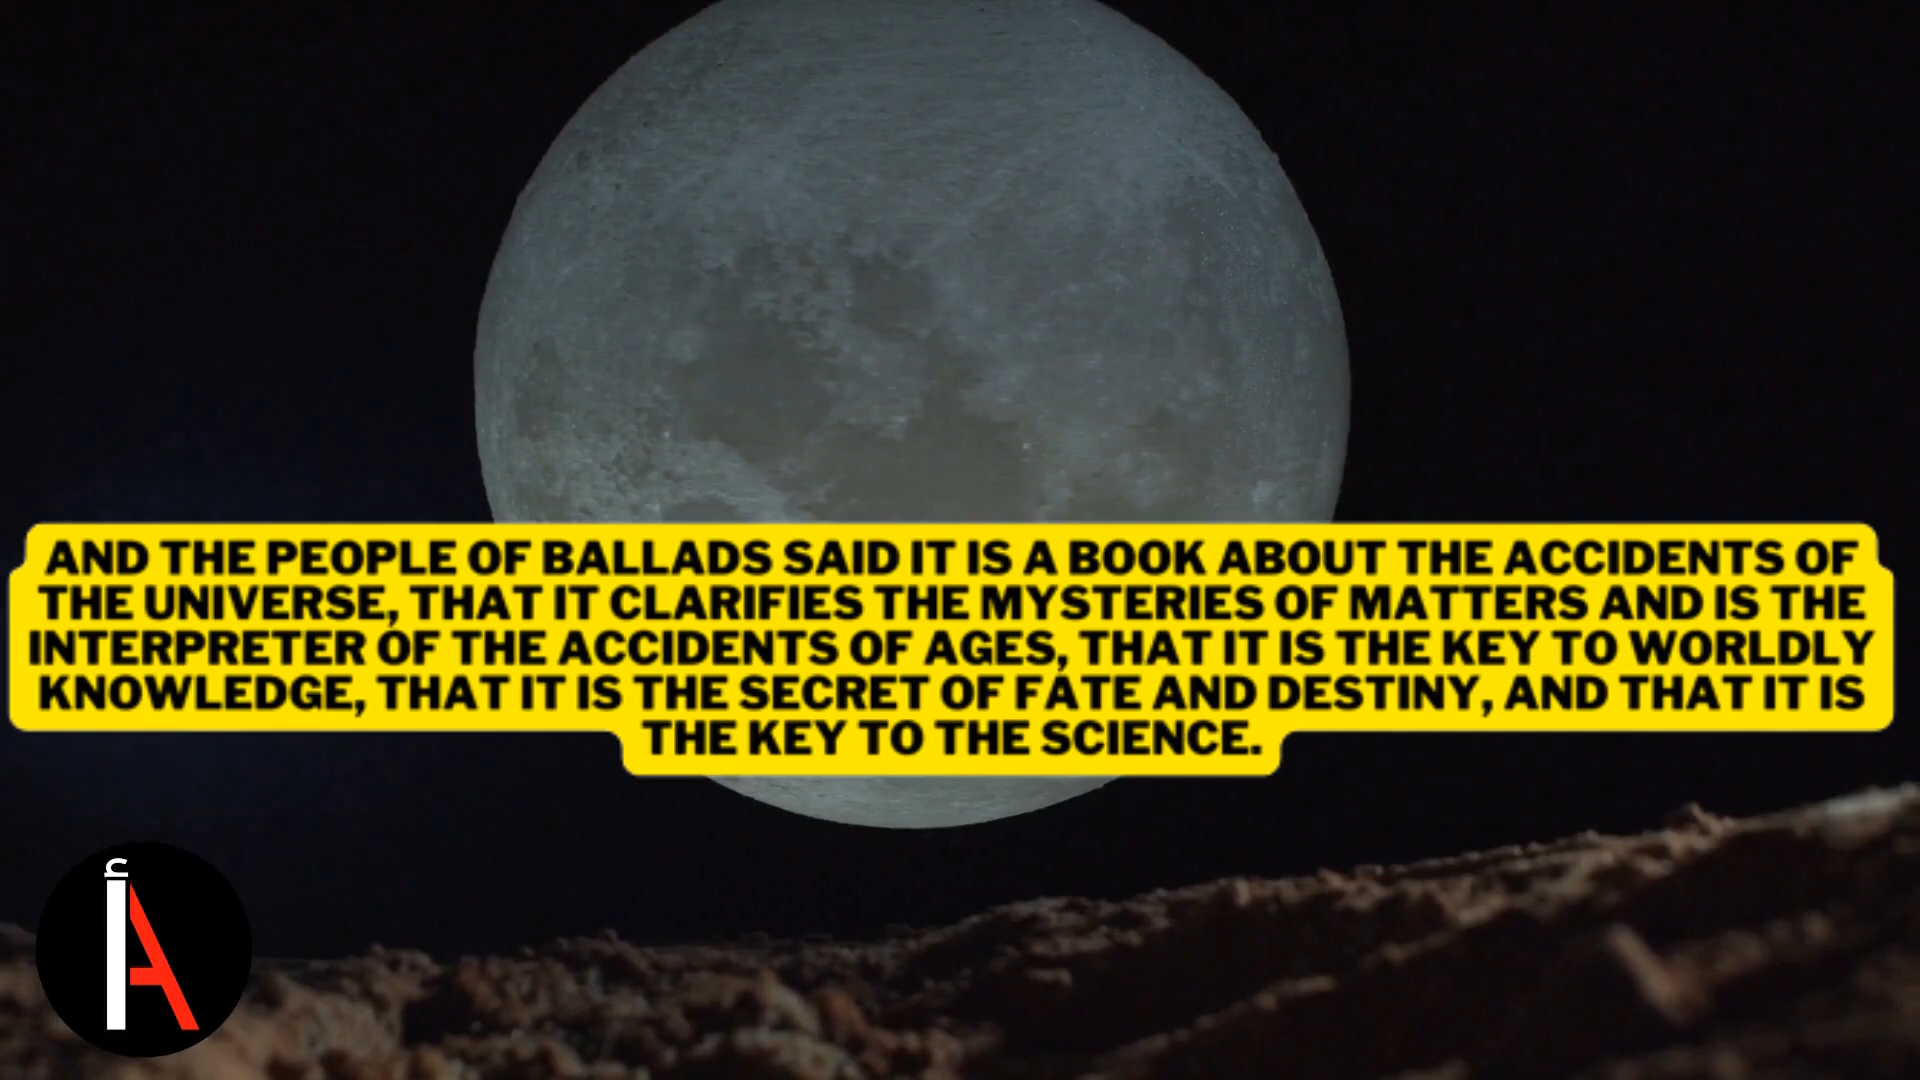 AND THE PEOPLE OF BALLADS SAID IT IS A BOOK ABOUT THE ACCIDENTS OF
THE UNIVERSE, THAT IT CLARIFIES THE MYSTERIES OF MATTERS AND IS THE
INTERPRETER OF THE ACCIDENTS OF AGES, THAT IT IS THE KEY TO WORLDLY
KNOWLEDGE, THAT IT IS THE SECRET OF FATE AND DESTINY, AND THAT IT IS
THE KEY TO THE SCIENCE.
أA